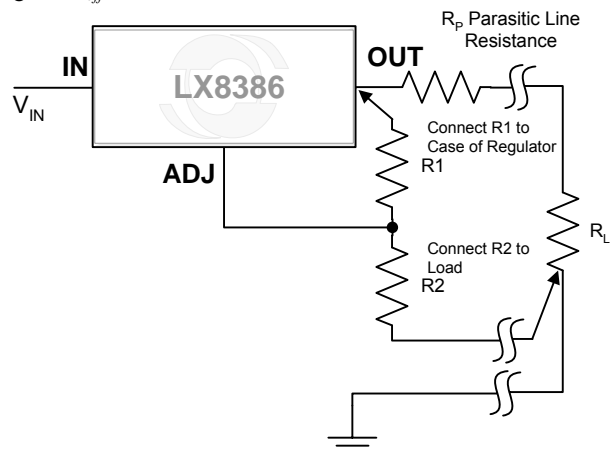 R_P Parasitic Line
Resistance
IN
OUT
LX8386
V_IN
Connect R1 to
Case of Regulator
R1
ADJ
R_L
Connect R2 to
Load
R2